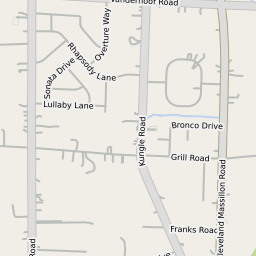 Vanderhoof Road
Overture Way
Rhapsody Lane
Sonata Drive
Lullaby Lane
Kungle Road
Bronco Drive
Grill Road
Cleveland Massillon Road
Franks Road
Road